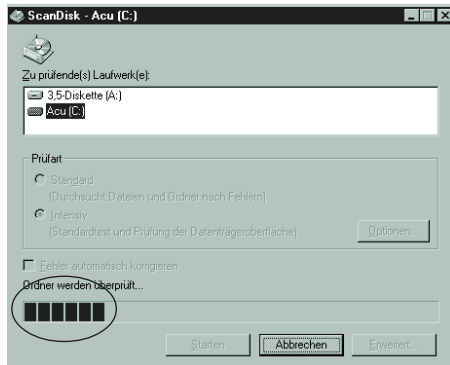 ScanDisk - Acu (C:)
Zu prüfende(s) Laufwerk(e):
3,5-Diskette (A:)
Acu (C:)
Prüfart
Standard
(Durchsucht Dateien und Ordner nach Fehlern)
Intensiv
(Standardtest und Prüfung der Datenträgeroberfläche)
Optionen...
Fehler automatisch korrigieren
Ordner werden überprüft...
Starten
Abbrechen
Erweitert...